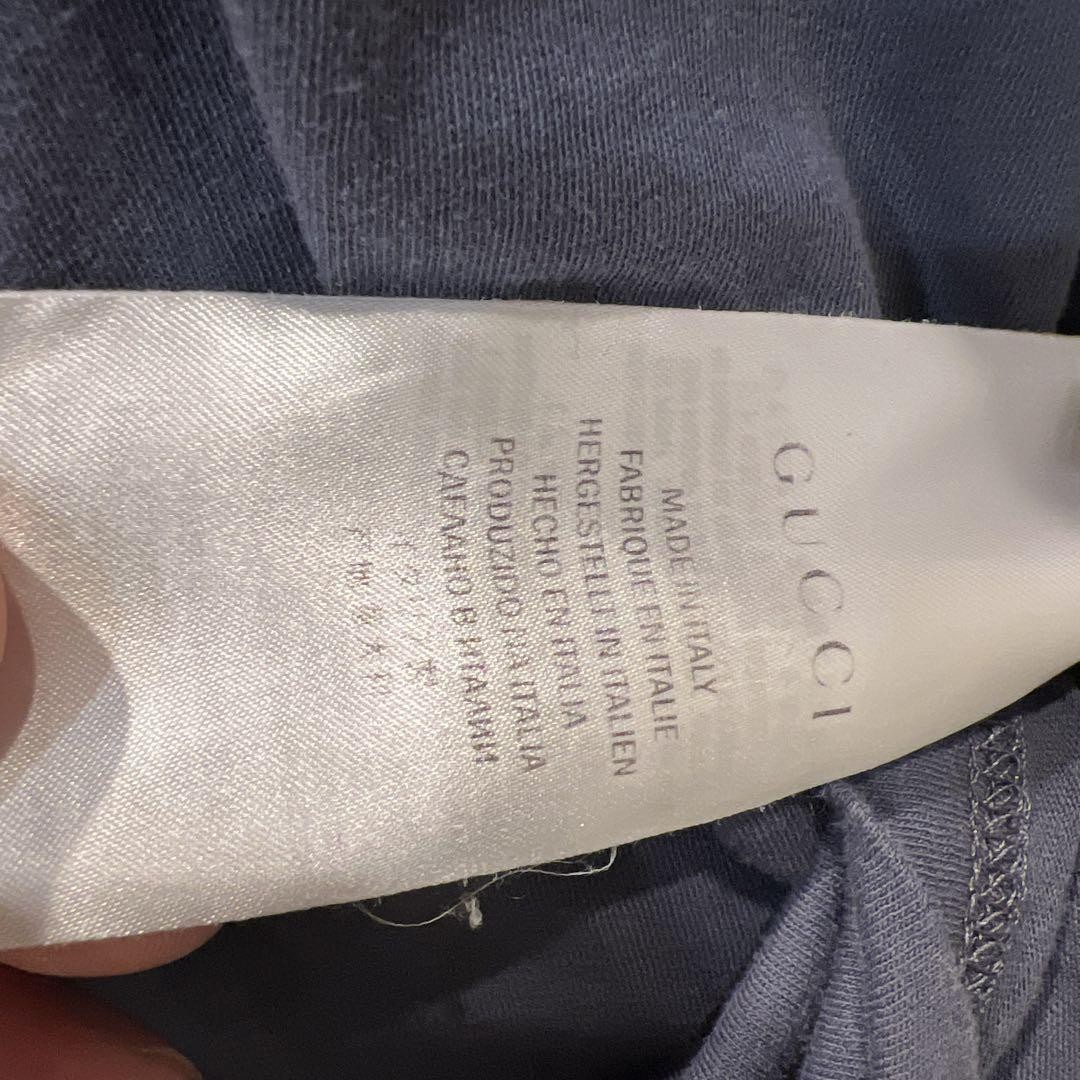 GUCCI
MADE IN ITALY
FABRIQUE EN ITALIE
HERGESTELLT IN ITALIEN
HECHO EN ITALIA
PRODUZIDO NA ITALIA
СДЕЛАНО В ИТАЛИИ